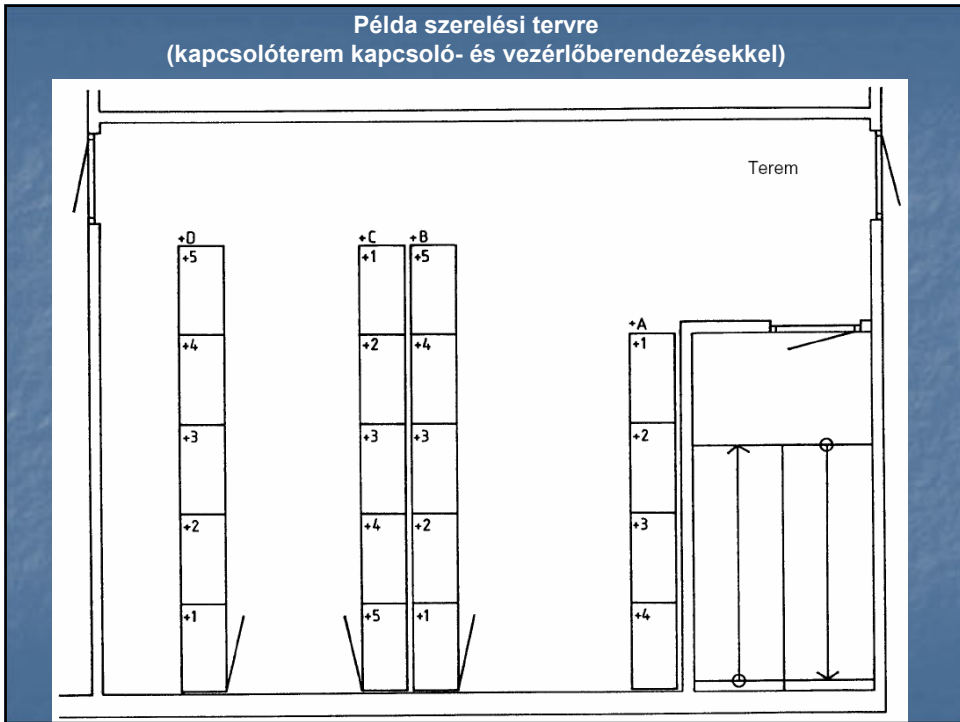 Példa szerelési tervre
(kapcsolóterem kapcsoló- és vezérlőberendezésekkel)
Terem
+D
+5
+4
+3
+2
+1
+C
+1
+2
+3
+4
+5
+B
+5
+4
+3
+2
+1
+A
+1
+2
+3
+4